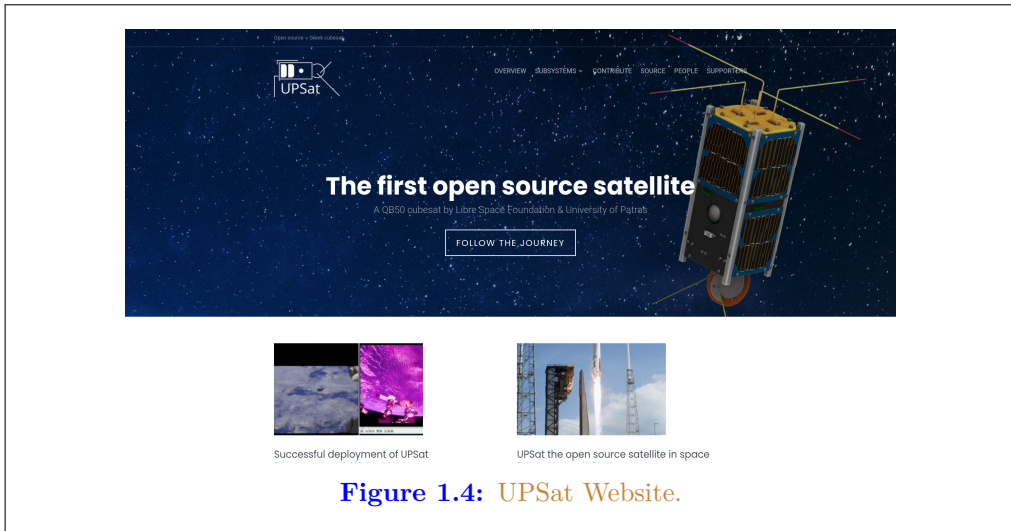 Open source + Greek cubesat
UPSat
OVERVIEW SUBSYSTEMS CONTRIBUTE SOURCE PEOPLE SUPPORTERS
The first open source satellite
A QB50 cubesat by Libre Space Foundation & University of Patras
FOLLOW THE JOURNEY
Successful deployment of UPSat
UPSat the open source satellite in space
Figure 1.4: UPSat Website.